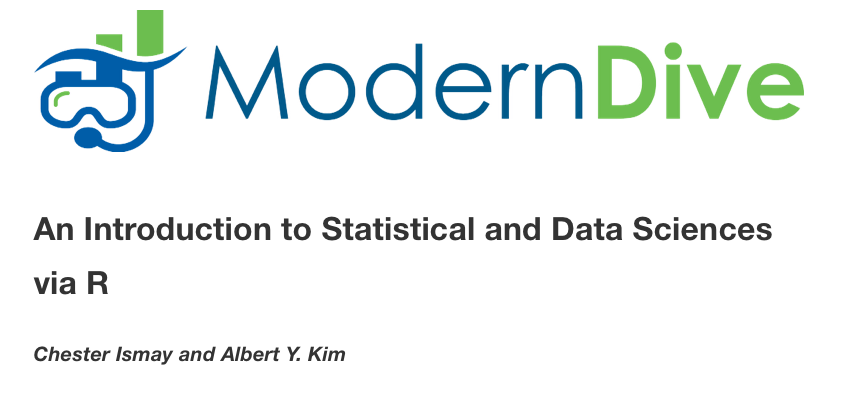 ModernDive
An Introduction to Statistical and Data Sciences
via R
Chester Ismay and Albert Y. Kim